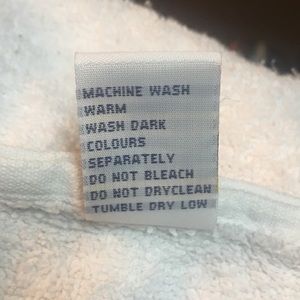 MACHINE WASH
WARM
WASH DARK
COLOURS
SEPARATELY
DO NOT BLEACH
DO NOT DRYCLEAN
TUMBLE DRY LOW